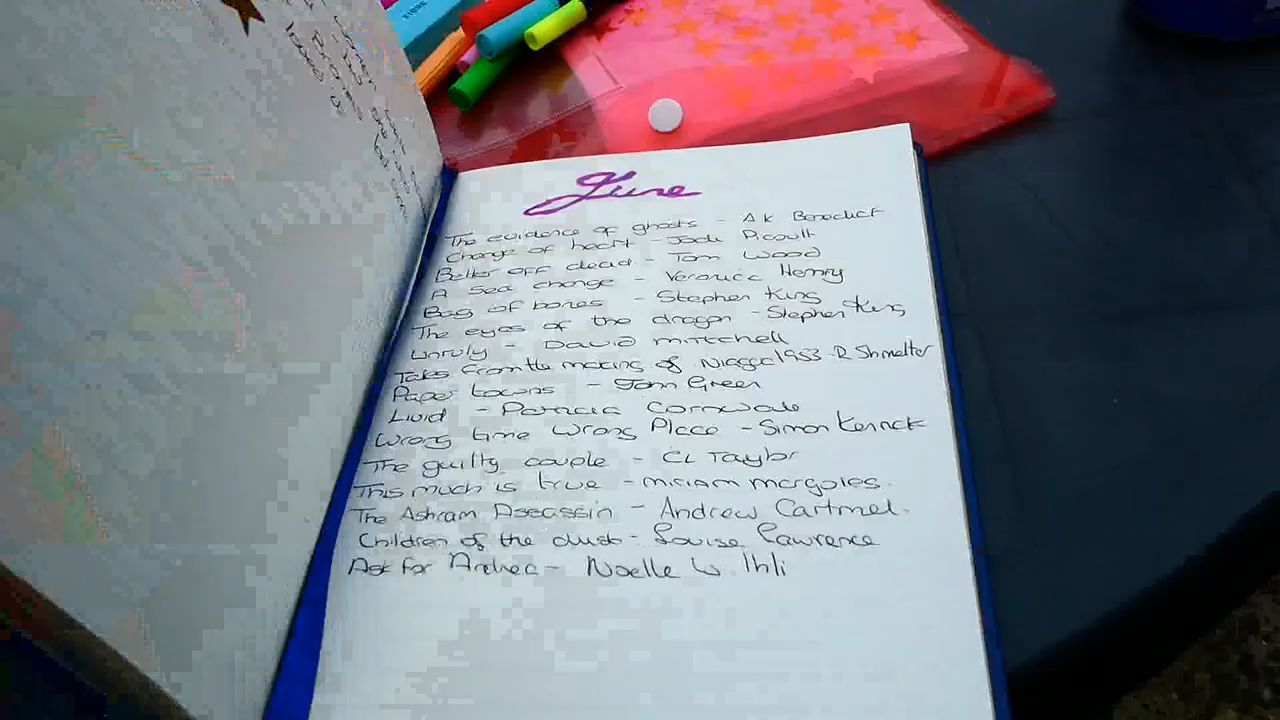 June
The evidence of ghosts - A K Benedict
Change of heart - Jodi Picoult
Better off dead - Tom Wood
A Sea change - Veronica Henry
Bag of bones - Stephen King
The eyes of the dragon - Stephen King
Unruly - David mitchell
Tales from the making of Niagra 1953 - R Shmelter
Paper towns - John Green
Livid - Patricia Cornwale
Wrong time Wrong Place - Simon Kernick
The guilty couple - CL Taylor
This much is true - miriam margoles.
The Ashram Assassin - Andrew Cartmel.
Children of the dust - Louise Lawrence
Ask for Andrea - Noelle W Ihli